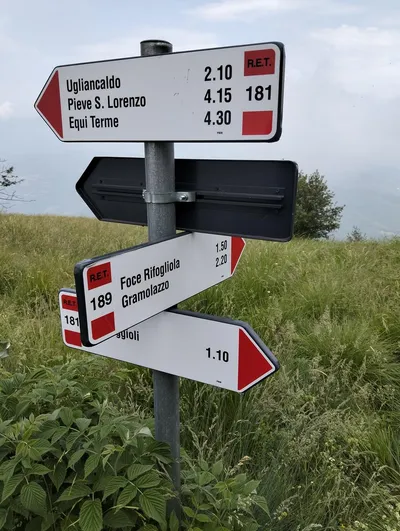 Ugliancaldo 2.10 R.E.T.
Pieve S. Lorenzo 4.15 181
Equi Terme 4.30
R.E.T. Foce Rifogliola 1.50
189 Gramolazzo 2.20
R.E.T.
181 1.10